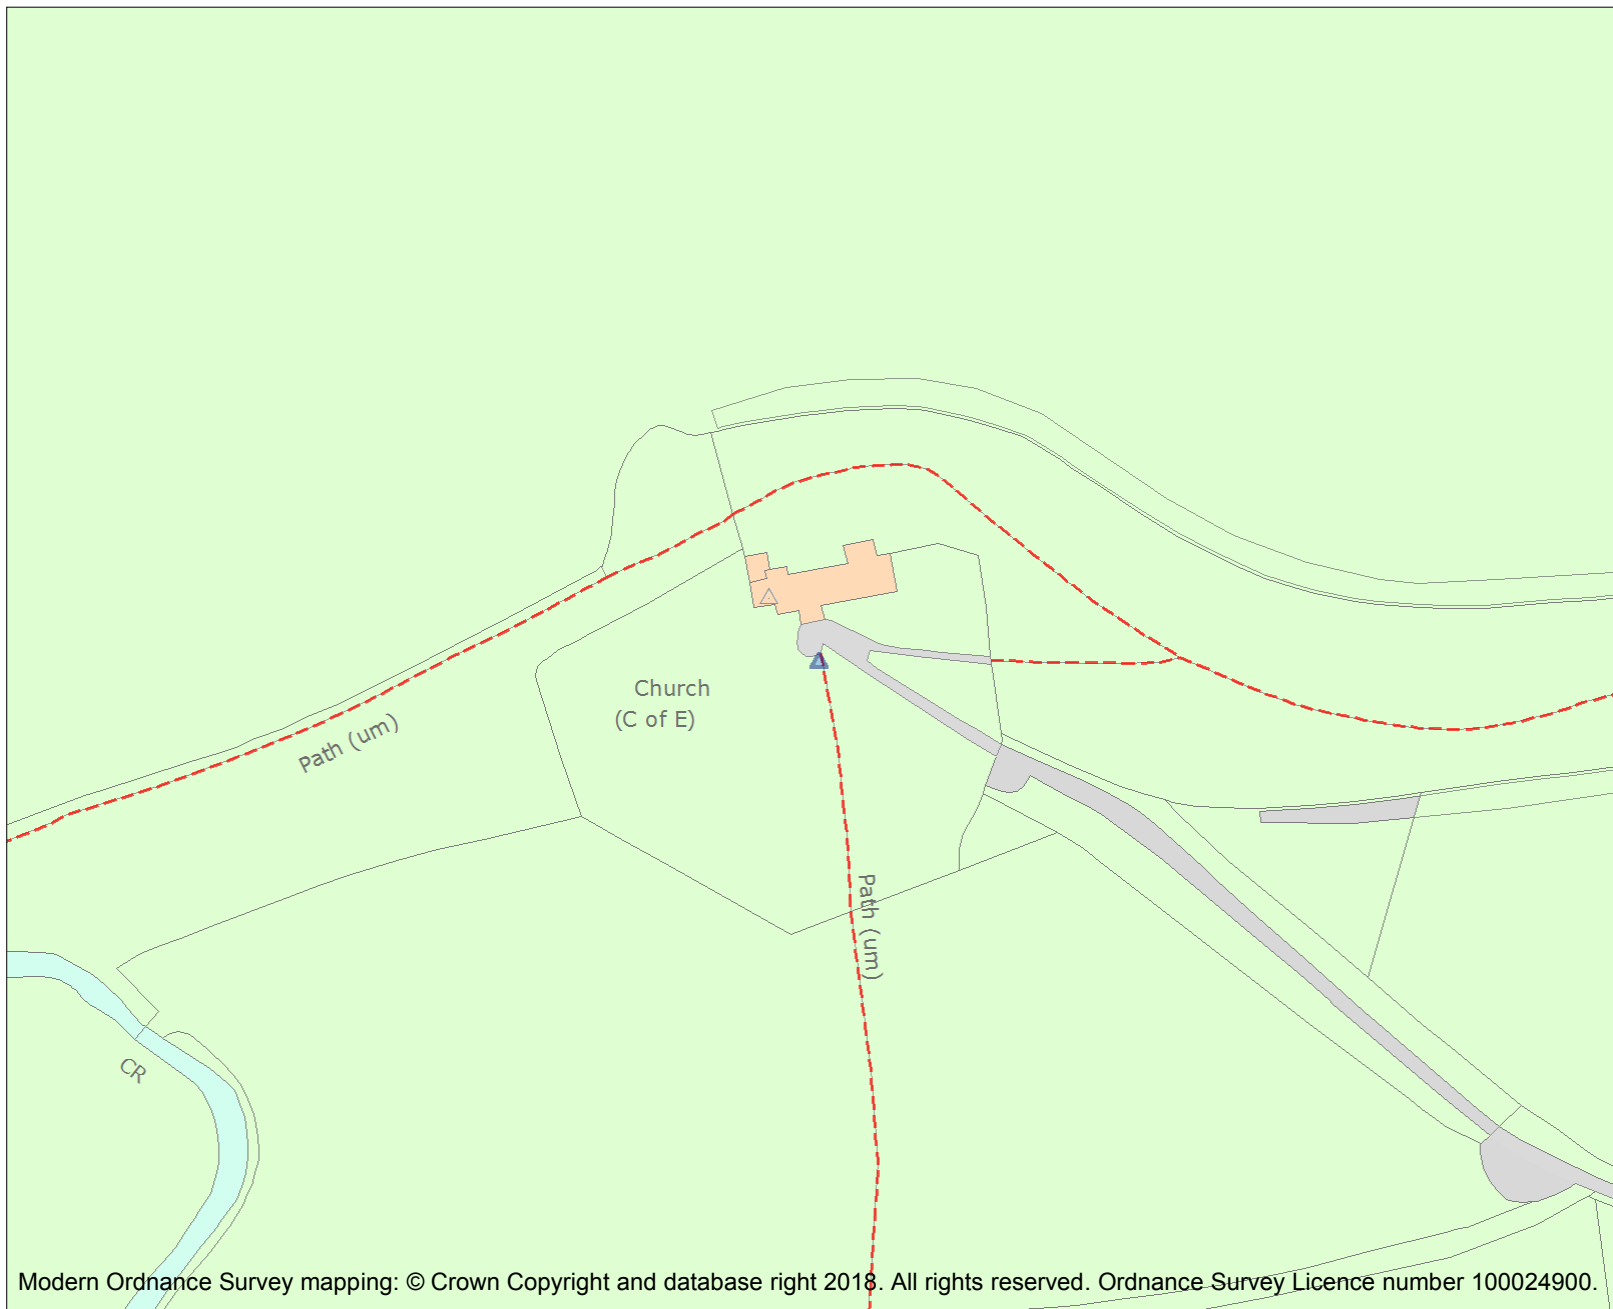 Church
(C of E)
Path (um)
Path (um)
CR
Modern Ordnance Survey mapping: © Crown Copyright and database right 2018. All rights reserved. Ordnance Survey Licence number 100024900.